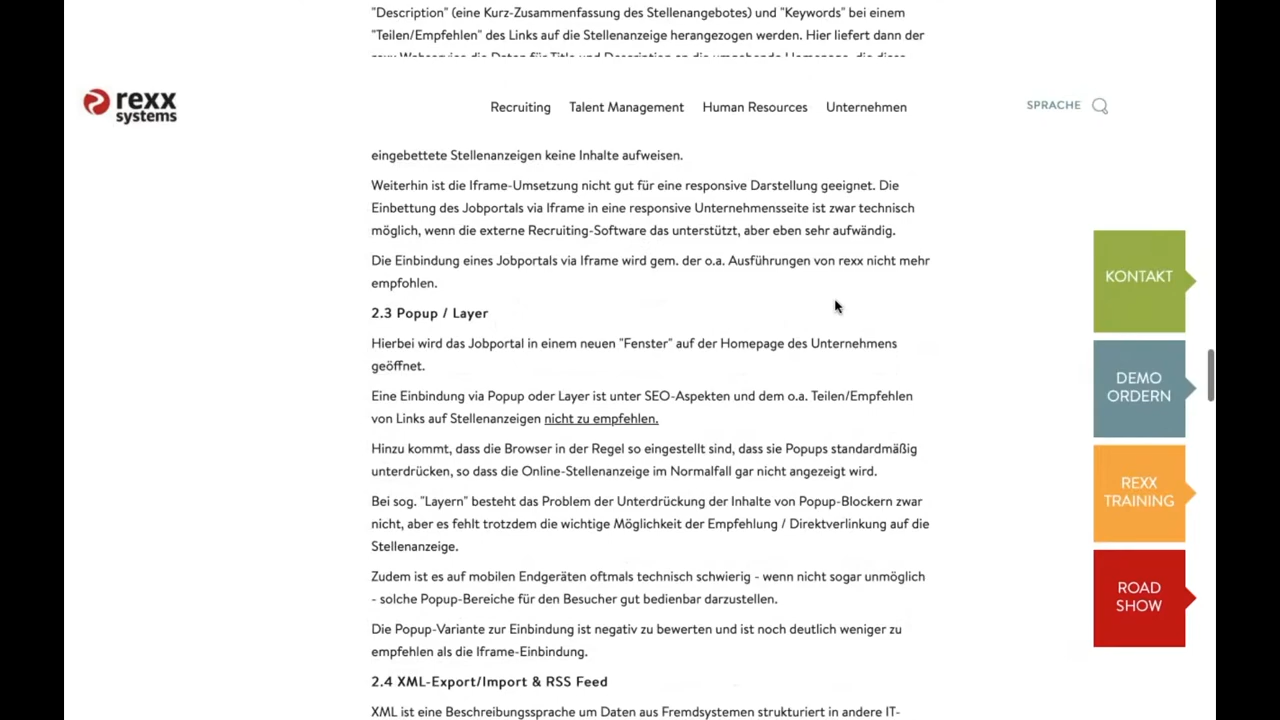 "Description" (eine Kurz-Zusammenfassung des Stellenangebotes) und "Keywords" bei einem
"Teilen/Empfehlen" des Links auf die Stellenanzeige herangezogen werden. Hier liefert dann der
rexx systems
Recruiting Talent Management Human Resources Unternehmen
SPRACHE
eingebettete Stellenanzeigen keine Inhalte aufweisen.
Weiterhin ist die Iframe-Umsetzung nicht gut für eine responsive Darstellung geeignet. Die
Einbettung des Jobportals via Iframe in eine responsive Unternehmensseite ist zwar technisch
möglich, wenn die externe Recruiting-Software das unterstützt, aber eben sehr aufwändig.
Die Einbindung eines Jobportals via Iframe wird gem. der o.a. Ausführungen von rexx nicht mehr
empfohlen.
2.3 Popup / Layer
Hierbei wird das Jobportal in einem neuen "Fenster" auf der Homepage des Unternehmens
geöffnet.
Eine Einbindung via Popup oder Layer ist unter SEO-Aspekten und dem o.a. Teilen/Empfehlen
von Links auf Stellenanzeigen nicht zu empfehlen.
Hinzu kommt, dass die Browser in der Regel so eingestellt sind, dass sie Popups standardmäßig
unterdrücken, so dass die Online-Stellenanzeige im Normalfall gar nicht angezeigt wird.
Bei sog. "Layern" besteht das Problem der Unterdrückung der Inhalte von Popup-Blockern zwar
nicht, aber es fehlt trotzdem die wichtige Möglichkeit der Empfehlung / Direktverlinkung auf die
Stellenanzeige.
Zudem ist es auf mobilen Endgeräten oftmals technisch schwierig - wenn nicht sogar unmöglich
- solche Popup-Bereiche für den Besucher gut bedienbar darzustellen.
Die Popup-Variante zur Einbindung ist negativ zu bewerten und ist noch deutlich weniger zu
empfehlen als die Iframe-Einbindung.
2.4 XML-Export/Import & RSS Feed
XML ist eine Beschreibungssprache um Daten aus Fremdsystemen strukturiert in andere IT-
KONTAKT
DEMO
ORDERN
REXX
TRAINING
ROAD
SHOW